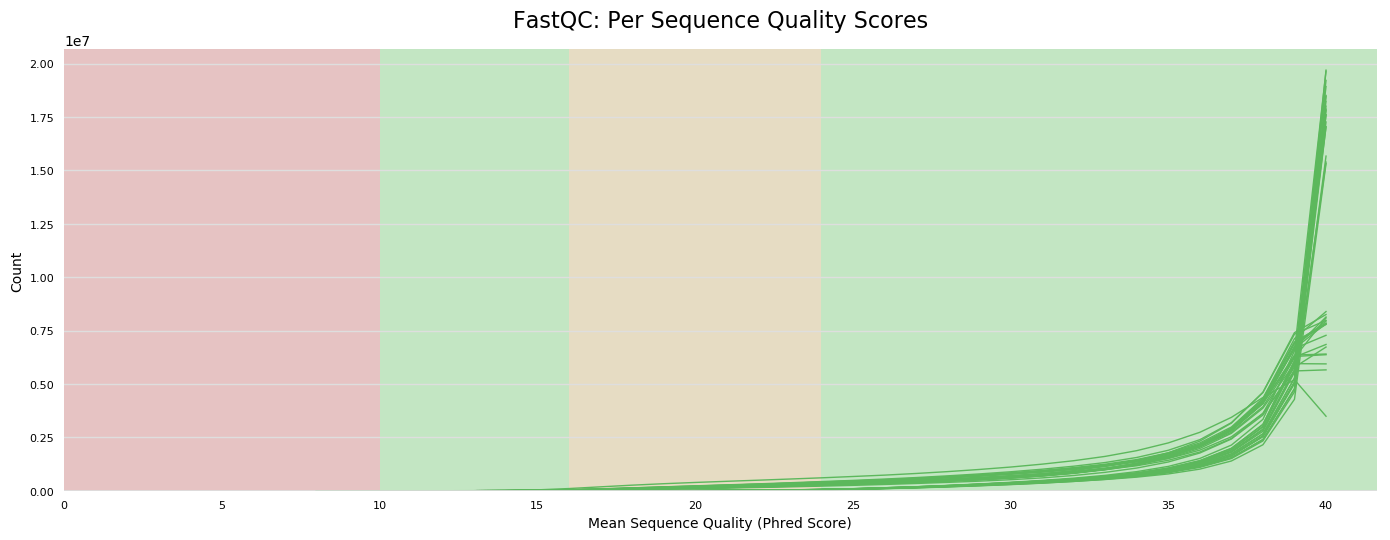 FastQC: Per Sequence Quality Scores
1e7
2.00
1.75
1.50
1.25
1.00
0.75
0.50
0.25
0.00
Count
0 5 10 15 20 25 30 35 40
Mean Sequence Quality (Phred Score)